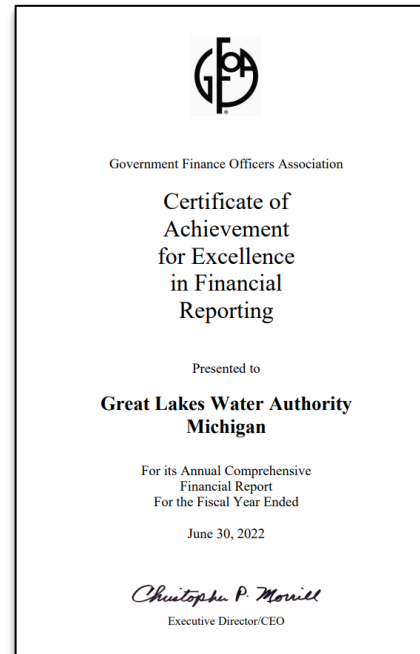 GFOA
Government Finance Officers Association
Certificate of
Achievement
for Excellence
in Financial
Reporting
Presented to
Great Lakes Water Authority
Michigan
For its Annual Comprehensive
Financial Report
For the Fiscal Year Ended
June 30, 2022
Christopher P. Morrill
Executive Director/CEO